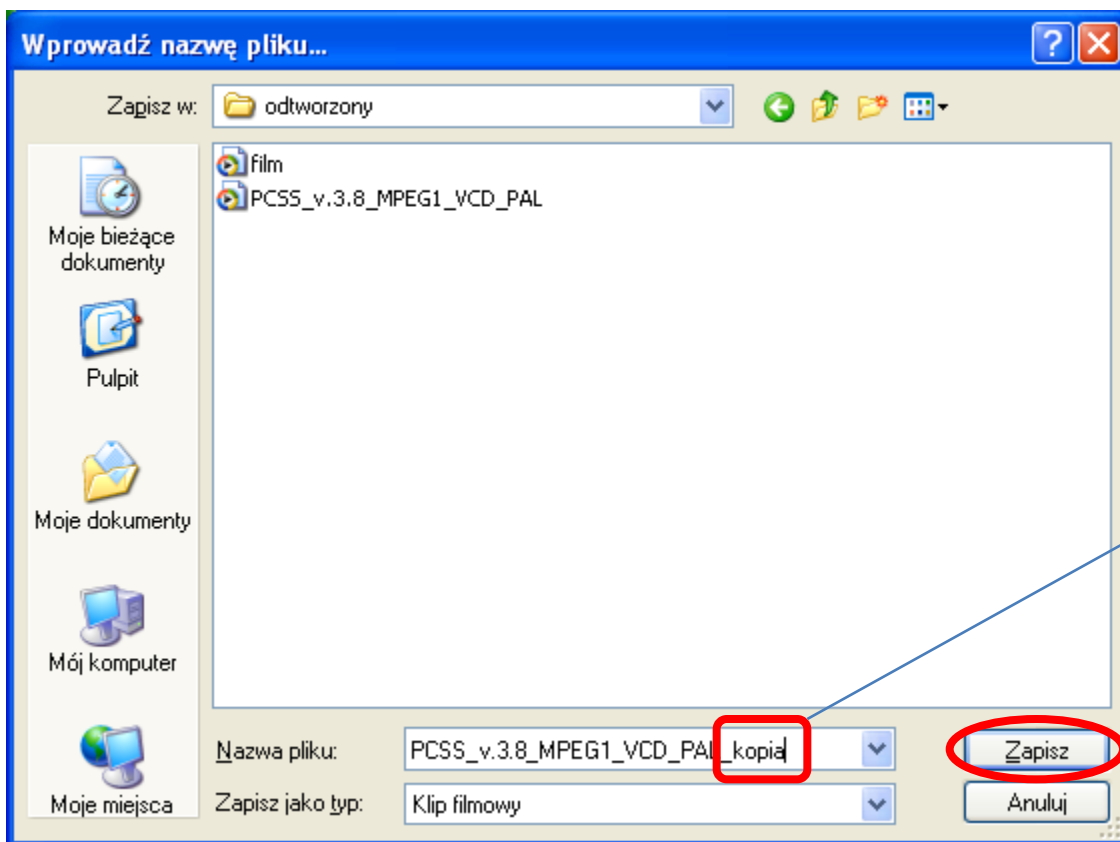 Wprowadź nazwę pliku...
Zapisz w:
odtworzony
film
PCSS_v.3.8_MPEG1_VCD_PAL
Moje bieżące
dokumenty
Pulpit
Moje dokumenty
Mój komputer
Moje miejsca
Nazwa pliku:
PCSS_v.3.8_MPEG1_VCD_PAL_kopia
Zapisz
Zapisz jako typ:
Klip filmowy
Anuluj